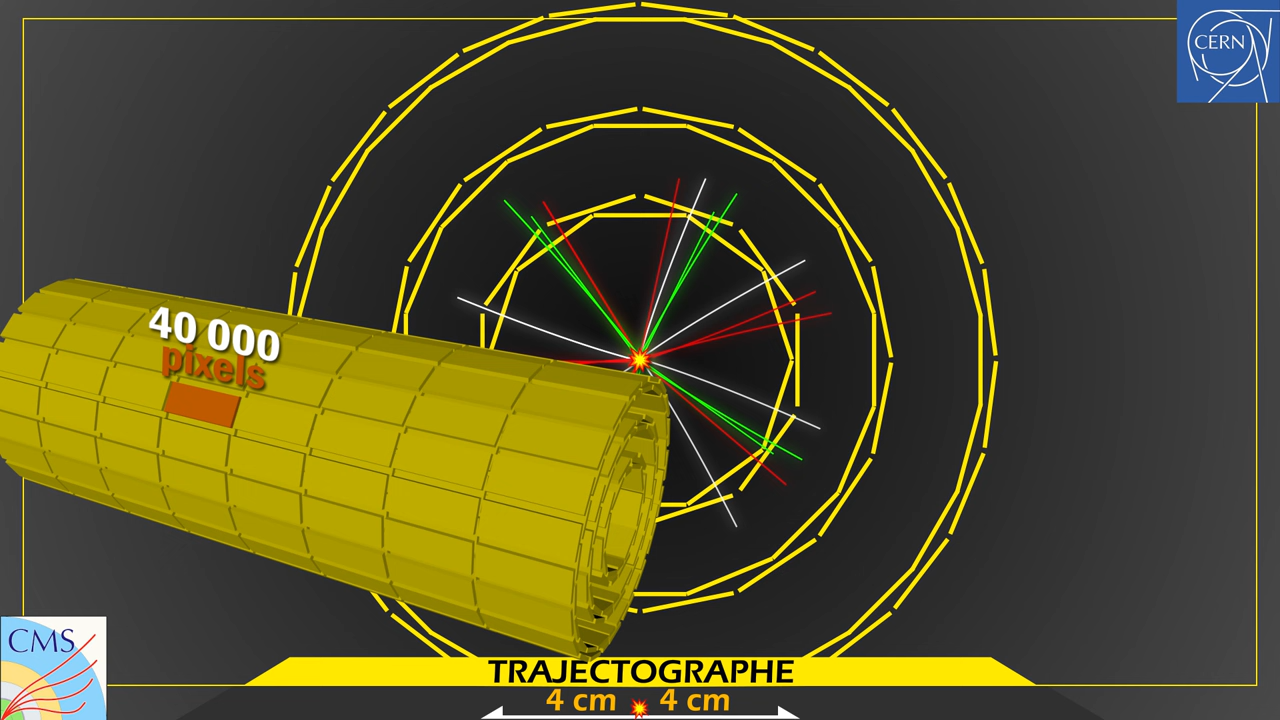 CERN
40 000
pixels
CMS
TRAJECTOGRAPHE
4 cm 4 cm